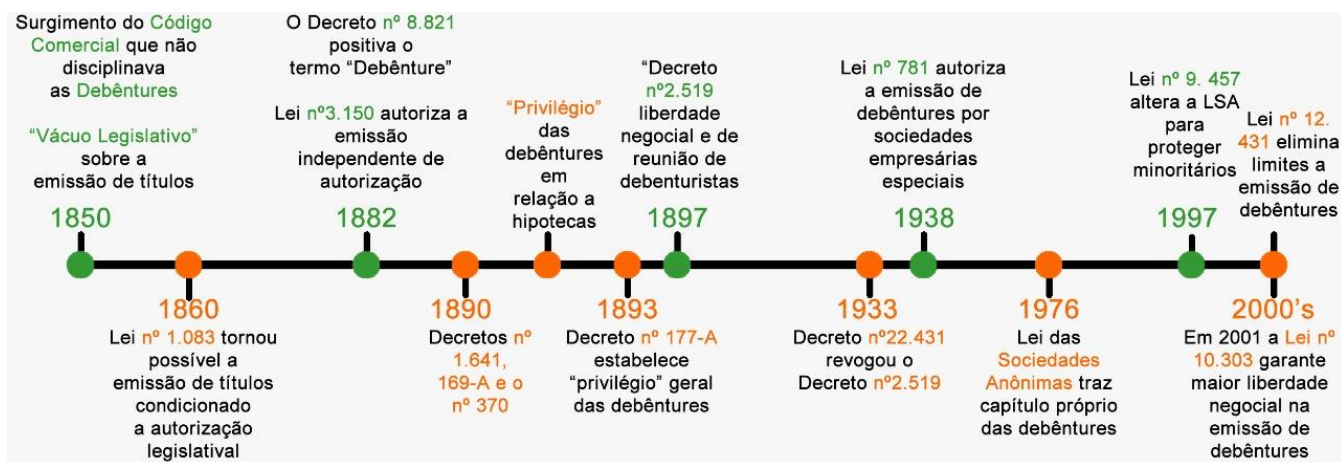 Surgimento do Código
Comercial que não
disciplinava
as Debêntures
"Vácuo Legislativo"
sobre a
emissão de títulos
1850
1860
Lei nº 1.083 tornou
possível a
emissão de títulos
condicionado
a autorização
legislatival
O Decreto nº 8.821
positiva o
termo "Debênture"
Lei nº3.150 autoriza a
emissão
independente de
autorização
1882
1890
Decretos nº
1.641,
169-A e o
nº 370
"Privilégio"
das
debêntures
em
relação a
hipotecas
1893
Decreto nº 177-A
estabelece
"privilégio" geral
das debêntures
"Decreto
nº2.519
liberdade
negocial e de
reunião de
debenturistas
1897
1933
Decreto nº22.431
revogou o
Decreto nº2.519
Lei nº 781 autoriza
a emissão de
debêntures por
sociedades
empresárias
especiais
1938
1976
Lei das
Sociedades
Anônimas traz
capítulo próprio
das debêntures
Lei nº 9. 457
altera a LSA
para
proteger
minoritários
1997
Lei nº 12.
431 elimina
limites a
emissão de
debêntures
2000's
Em 2001 a Lei nº
10.303 garante
maior liberdade
negocial na
emissão de
debêntures